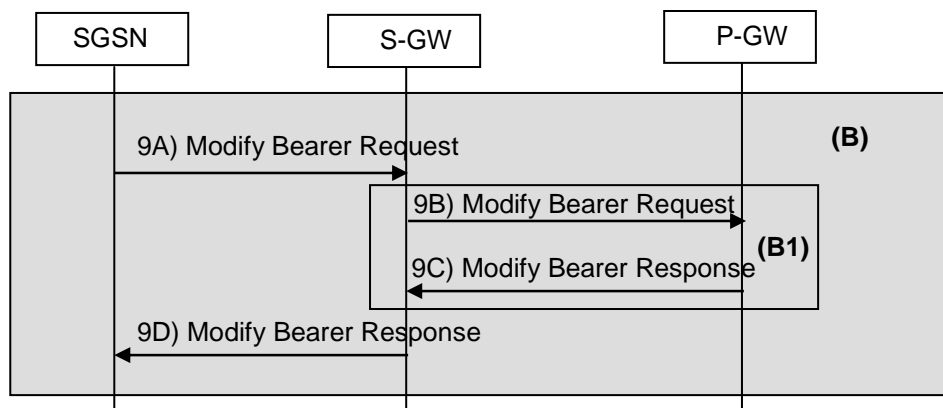 SGSN
S-GW
P-GW
(B)
9A) Modify Bearer Request
9B) Modify Bearer Request
(B1)
9C) Modify Bearer Response
9D) Modify Bearer Response